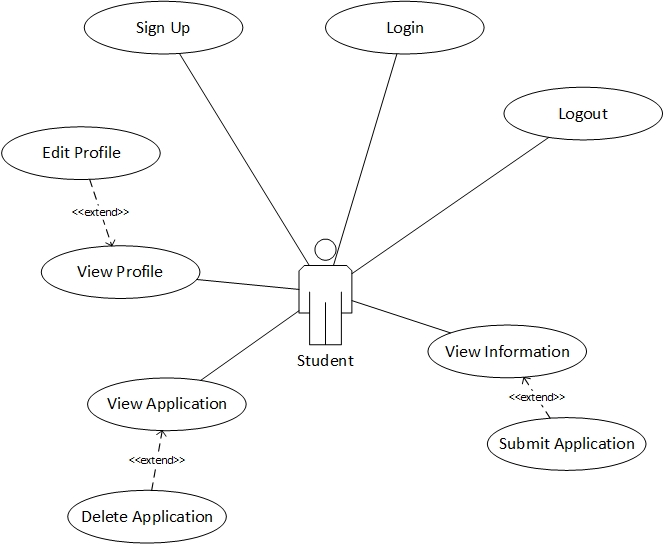 Sign Up
Login
Logout
Edit Profile
<<extend>>
View Profile
Student
View Information
View Application
<<extend>>
Submit Application
<<extend>>
Delete Application